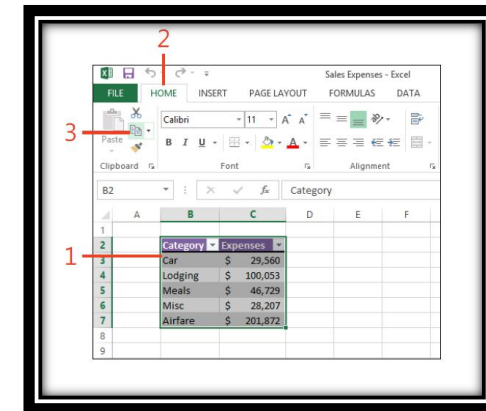 2
Sales Expenses - Excel
FILE HOME INSERT PAGE LAYOUT FORMULAS DATA
3
Calibri 11 A A
Paste
B I U A
Clipboard Font Alignment
B2 fx Category
A B C D E F
1
2 Category Expenses
1
3 Car $ 29,560
4 Lodging $ 100,053
5 Meals $ 46,729
6 Misc $ 28,207
7 Airfare $ 201,872
8
9